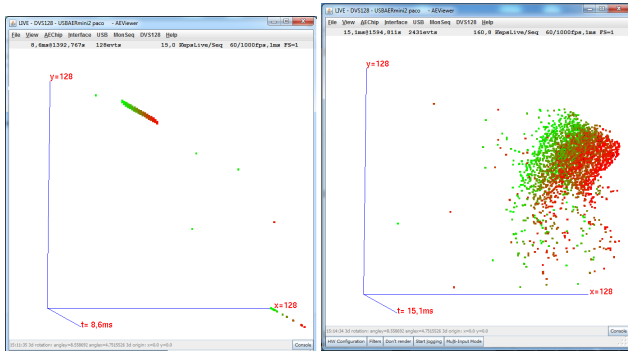 LIVE - DVS128 - USBAERmini2 paco - AEViewer
File View AEChip Interface USB MonSeq DVS128 Help
8,6ms@1392,767s 128evts 15,0 KepsLive/Seq 60/1000fps,1ms FS=1
y=128
x=128
t= 8,6ms
Console
LIVE - DVS128 - USBAERmini2 paco - AEViewer
File View AEChip Interface USB MonSeq DVS128 Help
15,1ms@1594,811s 2431evts 160,8 KepsLive/Seq 60/1000fps,1ms FS=1
y=128
x=128
t= 15,1ms
Console
HW Configuration Filters Don't render Start logging Multi-Input Mode